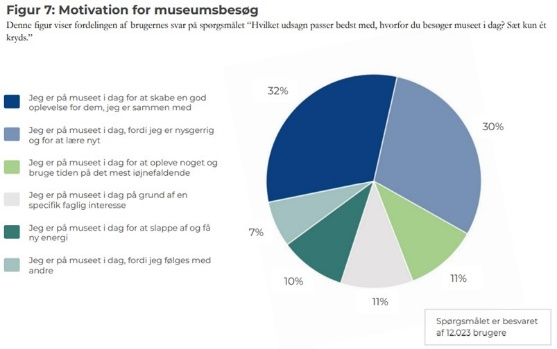 Figur 7: Motivation for museumsbesøg
Denne figur viser fordelingen af brugernes svar på spørgsmålet “Hvilket udsagn passer bedst med, hvorfor du besøger museet i dag? Sæt kun ét
kryds.”
Jeg er på museet i dag for at skabe en god
oplevelse for dem, jeg er sammen med
Jeg er på museet i dag, fordi jeg er nysgerrig
og for at lære nyt
Jeg er på museet i dag for at opleve noget og
bruge tiden på det mest iøjnefaldende
Jeg er på museet i dag på grund af en
specifik faglig interesse
Jeg er på museet i dag for at slappe af og få
ny energi
Jeg er på museet i dag, fordi jeg følges med
andre
32%
30%
7%
10%
11%
11%
Spørgsmålet er besvaret
af 12.023 brugere